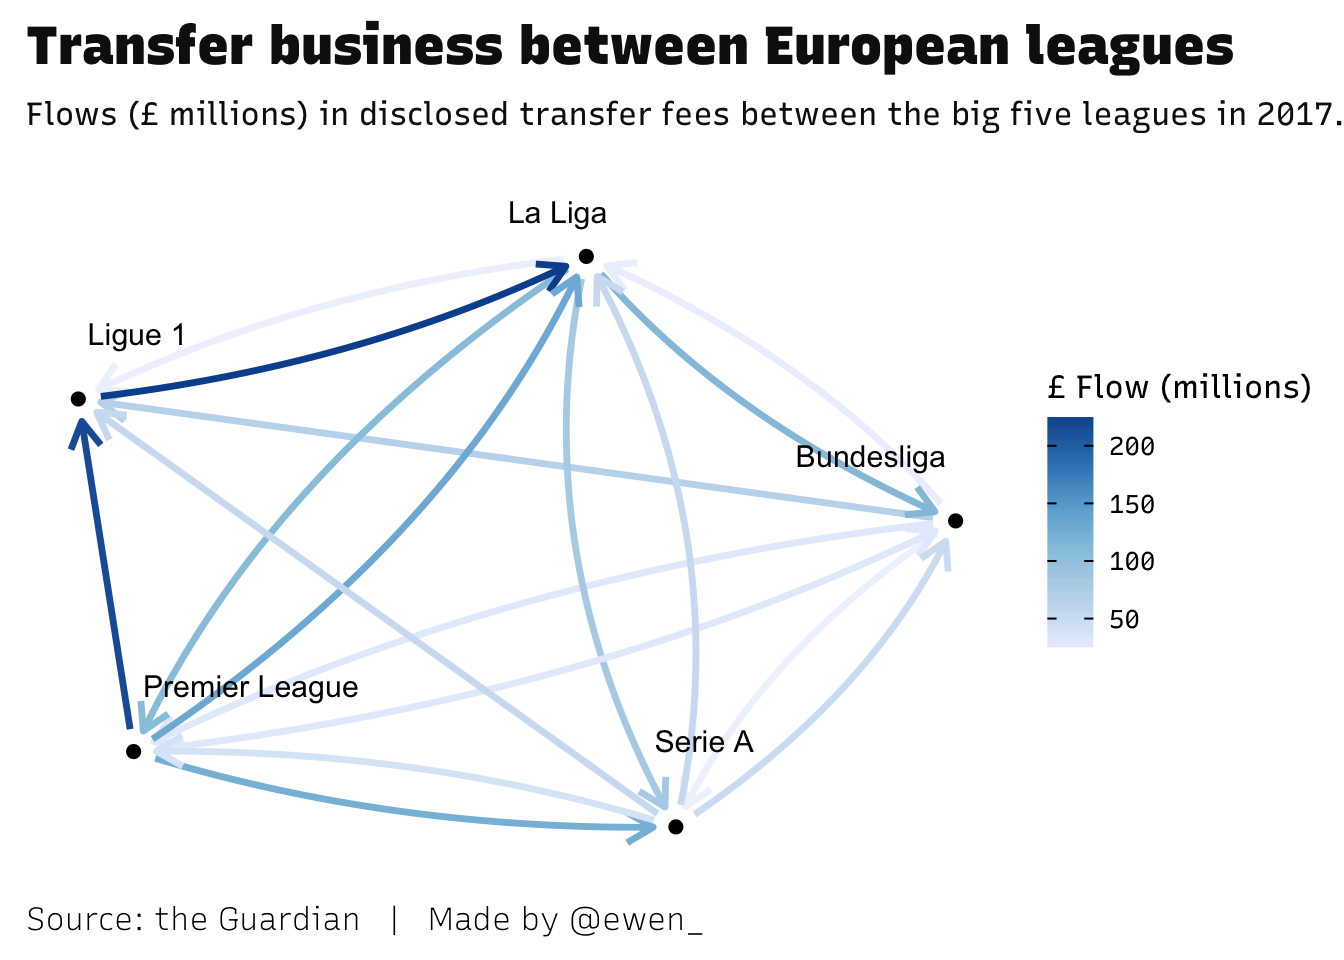 Transfer business between European leagues
Flows (£ millions) in disclosed transfer fees between the big five leagues in 2017.
La Liga
Ligue 1
£ Flow (millions)
200
Bundesliga
150
100
50
Premier League
Serie A
Source: the Guardian | Made by @ewen_